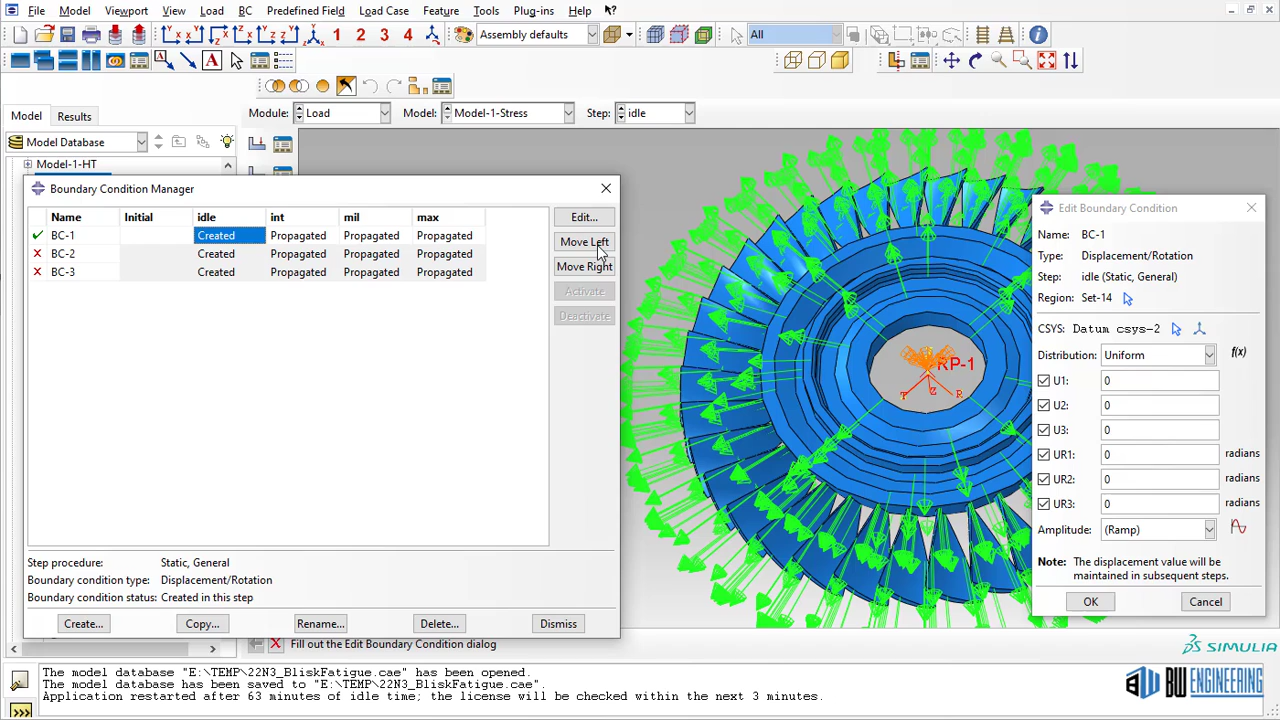 File Model Viewport View Load BC Predefined Field Load Case Feature Tools Plug-ins Help
1 2 3 4 Assembly defaults All
A
Module: Load Model: Model-1-Stress Step: idle
Model Results
Model Database
Model-1-HT
Boundary Condition Manager
Name Initial idle int mil max
BC-1 Created Propagated Propagated Propagated
BC-2 Created Propagated Propagated Propagated
BC-3 Created Propagated Propagated Propagated
Edit...
Move Left
Move Right
Activate
Deactivate
Step procedure: Static, General
Boundary condition type: Displacement/Rotation
Boundary condition status: Created in this step
Create... Copy... Rename... Delete... Dismiss
RP-1
T Z R
Edit Boundary Condition
Name: BC-1
Type: Displacement/Rotation
Step: idle (Static, General)
Region: Set-14
CSYS: Datum csys-2
Distribution: Uniform f(x)
U1: 0
U2: 0
U3: 0
UR1: 0 radians
UR2: 0 radians
UR3: 0 radians
Amplitude: (Ramp)
Note: The displacement value will be
maintained in subsequent steps.
OK Cancel
Fill out the Edit Boundary Condition dialog
SIMULIA
The model database "E:\TEMP\22N3_BliskFatigue.cae" has been opened.
The model database has been saved to "E:\TEMP\22N3_BliskFatigue.cae".
Application restarted after 63 minutes of idle time; the license will be checked within the next 3 minutes.
BW ENGINEERING